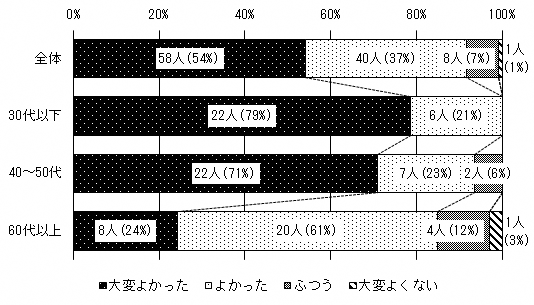 0% 20% 40% 60% 80% 100%
全体 58人(54%) 40人(37%) 8人(7%) 1人(1%)
30代以下 22人(79%) 6人(21%)
40～50代 22人(71%) 7人(23%) 2人(6%)
60代以上 8人(24%) 20人(61%) 4人(12%) 1人(3%)
大変よかった よかった ふつう 大変よくない